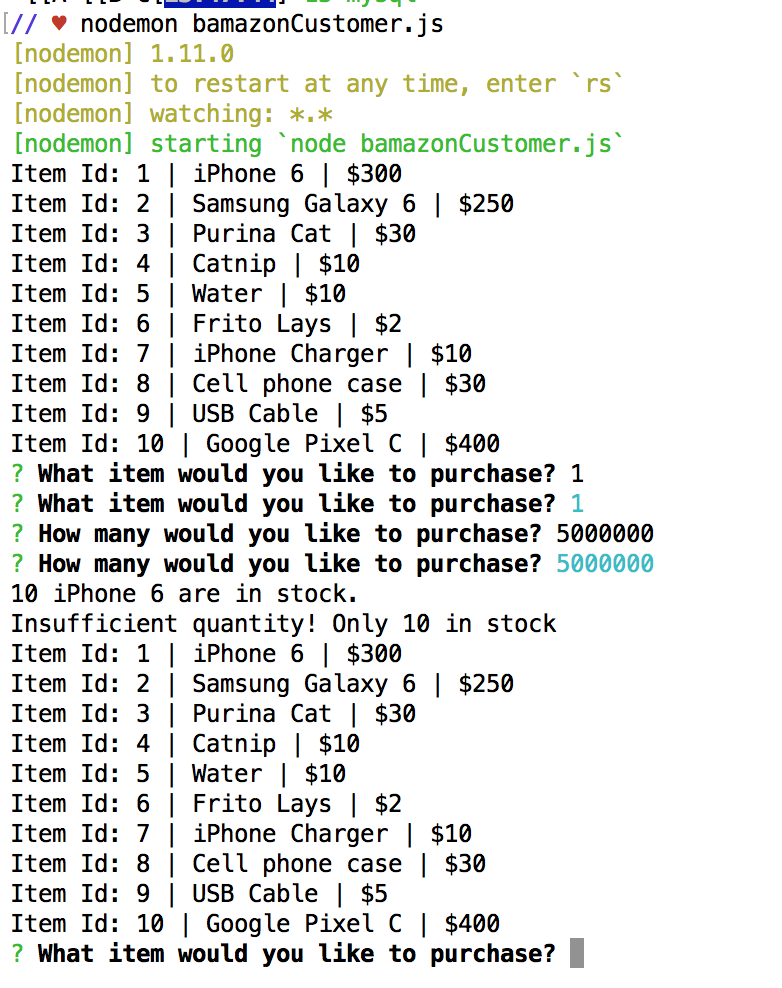 // ♥ nodemon bamazonCustomer.js
[nodemon] 1.11.0
[nodemon] to restart at any time, enter `rs`
[nodemon] watching: *.*
[nodemon] starting `node bamazonCustomer.js`
Item Id: 1 | iPhone 6 | $300
Item Id: 2 | Samsung Galaxy 6 | $250
Item Id: 3 | Purina Cat | $30
Item Id: 4 | Catnip | $10
Item Id: 5 | Water | $10
Item Id: 6 | Frito Lays | $2
Item Id: 7 | iPhone Charger | $10
Item Id: 8 | Cell phone case | $30
Item Id: 9 | USB Cable | $5
Item Id: 10 | Google Pixel C | $400
? What item would you like to purchase? 1
? What item would you like to purchase? 1
? How many would you like to purchase? 5000000
? How many would you like to purchase? 5000000
10 iPhone 6 are in stock.
Insufficient quantity! Only 10 in stock
Item Id: 1 | iPhone 6 | $300
Item Id: 2 | Samsung Galaxy 6 | $250
Item Id: 3 | Purina Cat | $30
Item Id: 4 | Catnip | $10
Item Id: 5 | Water | $10
Item Id: 6 | Frito Lays | $2
Item Id: 7 | iPhone Charger | $10
Item Id: 8 | Cell phone case | $30
Item Id: 9 | USB Cable | $5
Item Id: 10 | Google Pixel C | $400
? What item would you like to purchase?